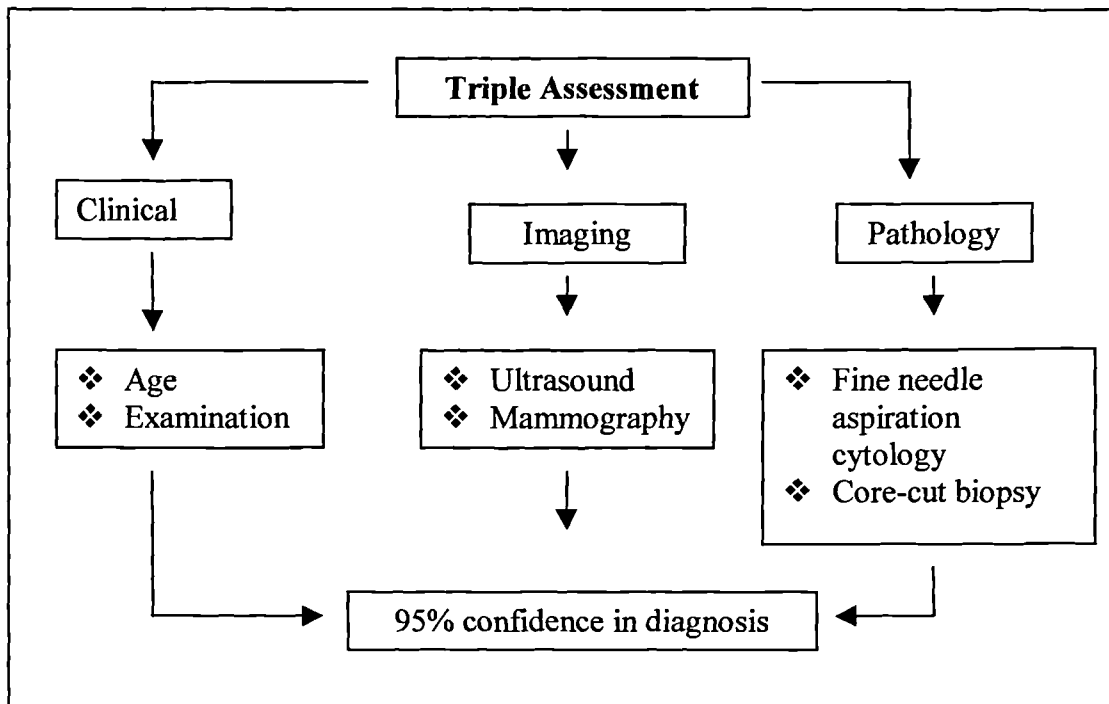 Triple Assessment
Clinical
Imaging
Pathology
❖ Age
❖ Examination
❖ Ultrasound
❖ Mammography
❖ Fine needle
aspiration
cytology
❖ Core-cut biopsy
95% confidence in diagnosis